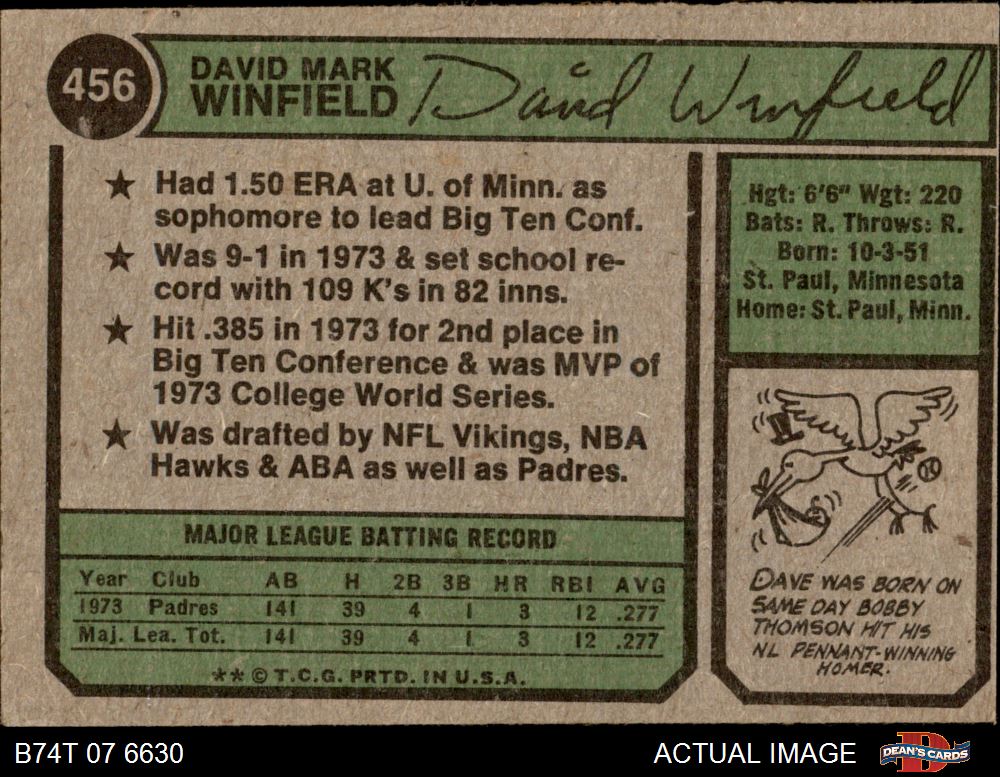 456
DAVID MARK
WINFIELD
David Winfield
★ Had 1.50 ERA at U. of Minn. as
sophomore to lead Big Ten Conf.
★ Was 9-1 in 1973 & set school re-
cord with 109 K's in 82 inns.
★ Hit .385 in 1973 for 2nd place in
Big Ten Conference & was MVP of
1973 College World Series.
★ Was drafted by NFL Vikings, NBA
Hawks & ABA as well as Padres.
MAJOR LEAGUE BATTING RECORD
Year Club AB H 2B 3B HR RBI AVG
1973 Padres 141 39 4 1 3 12 .277
Maj. Lea. Tot. 141 39 4 1 3 12 .277
** © T.C.G. PRTD. IN U.S.A.
Hgt: 6'6" Wgt: 220
Bats: R. Throws: R.
Born: 10-3-51
St. Paul, Minnesota
Home: St. Paul, Minn.
DAVE WAS BORN ON
SAME DAY BOBBY
THOMSON HIT HIS
NL PENNANT-WINNING
HOMER.
B74T 07 6630
ACTUAL IMAGE
DEAN'S CARDS